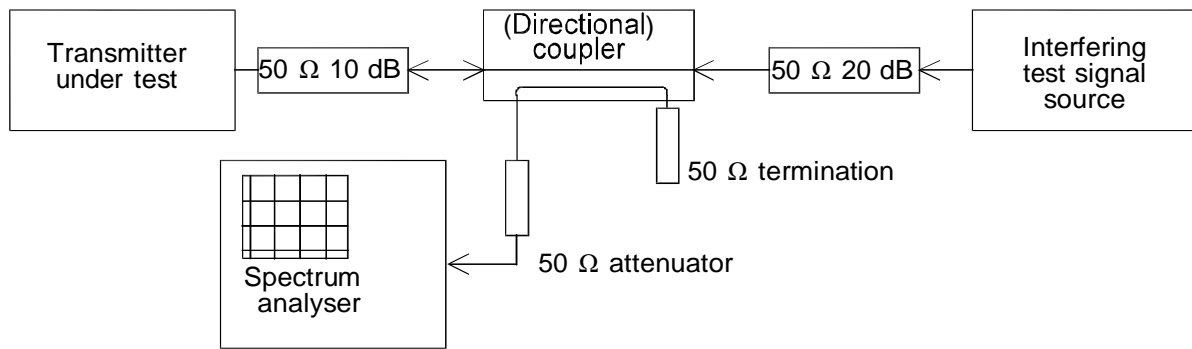 Transmitter
under test
50 Ω 10 dB
(Directional)
coupler
50 Ω 20 dB
Interfering
test signal
source
50 Ω termination
50 Ω attenuator
Spectrum
analyser